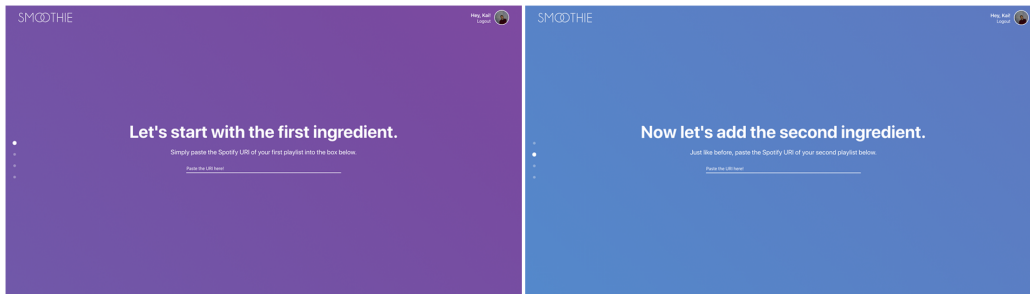 SMOOTHIE
Hey, Kai!
Logout
Let's start with the first ingredient.
Simply paste the Spotify URI of your first playlist into the box below.
Paste the URI here!
SMOOTHIE
Hey, Kai!
Logout
Now let's add the second ingredient.
Just like before, paste the Spotify URI of your second playlist below.
Paste the URI here!